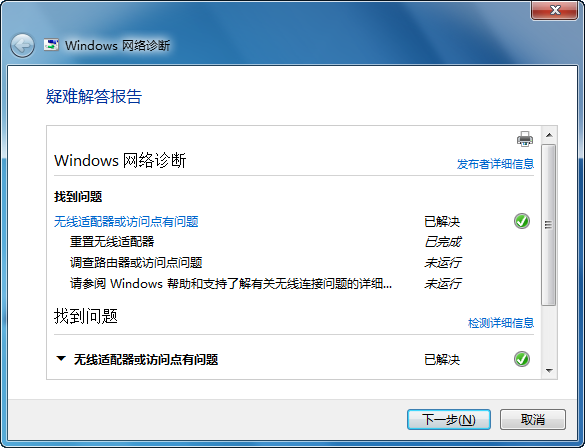 Windows 网络诊断
疑难解答报告
Windows 网络诊断
发布者详细信息
找到问题
无线适配器或访问点有问题 已解决
重置无线适配器 已完成
调查路由器或访问点问题 未运行
请参阅 Windows 帮助和支持了解有关无线连接问题的详细... 未运行
找到问题
检测详细信息
无线适配器或访问点有问题 已解决
下一步(N) 取消